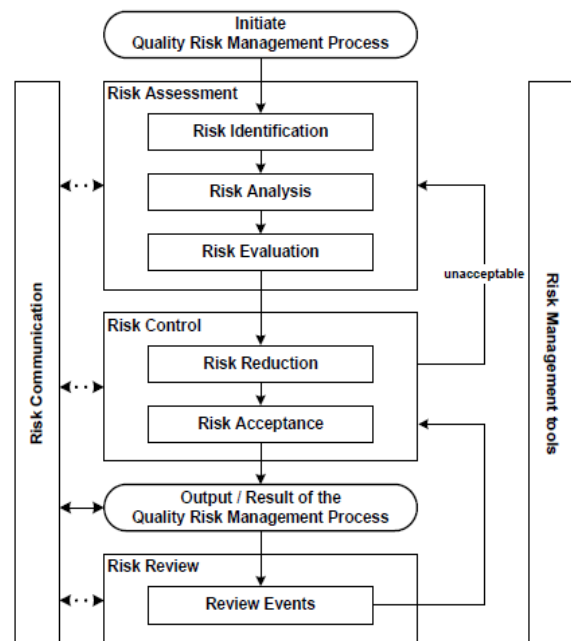 Initiate
Quality Risk Management Process
Risk Assessment
Risk Identification
Risk Analysis
Risk Evaluation
unacceptable
Risk Control
Risk Reduction
Risk Acceptance
Output / Result of the
Quality Risk Management Process
Risk Review
Review Events
Risk Communication
Risk Management tools